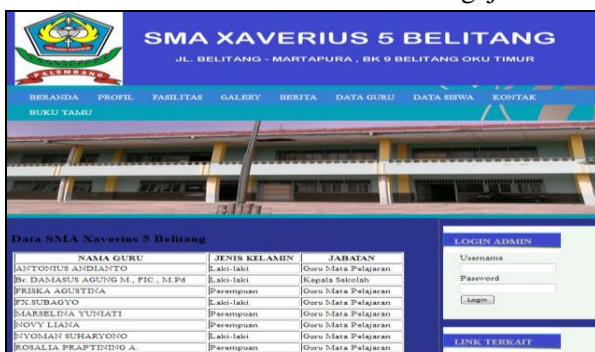 SMA XAVERIUS 5 BELITANG
JL. BELITANG - MARTAPURA , BK 9 BELITANG OKU TIMUR
PALEMBANG
BERANDA PROFIL FASILITAS GALERY BERITA DATA GURU DATA SISWA KONTAK
BUKU TAMU
Data SMA Xaverius 5 Belitang
NAMA GURU JENIS KELAMIN JABATAN
ANTONIUS ANDIANTO Laki-laki Guru Mata Pelajaran
Br. DAMASUS AGUNG M., FIC., M.Pd Laki-laki Kepala Sekolah
FRISKA AGUSTINA Perempuan Guru Mata Pelajaran
FN.SUBAGYO Laki-laki Guru Mata Pelajaran
MARSELINA YUNIATI Perempuan Guru Mata Pelajaran
NOVY LIANA Perempuan Guru Mata Pelajaran
NYOMAN SUHARYONO Laki-laki Guru Mata Pelajaran
ROSALIA PRAPTINING A. Perempuan Guru Mata Pelajaran
LOGIN ADMIN
Username
Password
Login
LINK TERKAIT